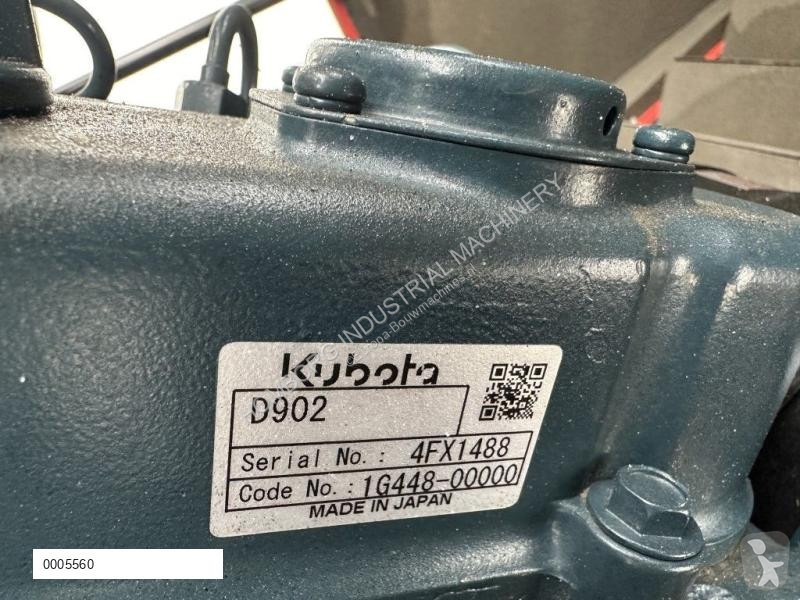 INDUSTRIAL MACHINERY
Kubota
D902
Serial No.: 4FX1488
Code No.: 1G448-00000
MADE IN JAPAN
0005560